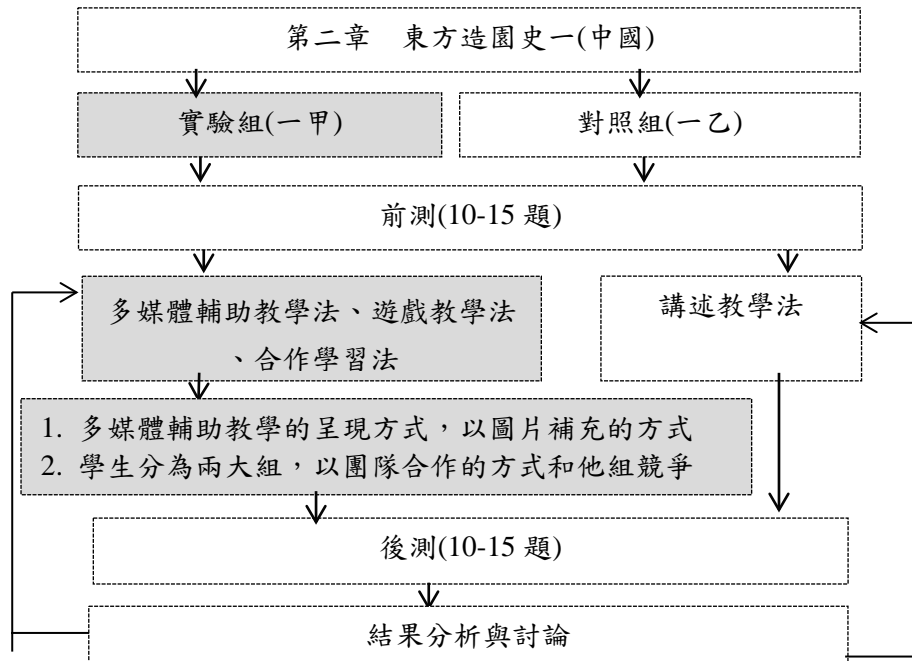 第二章 東方造園史一(中國)
實驗組(一甲)
對照組(一乙)
前測(10-15 題)
多媒體輔助教學法、遊戲教學法
、合作學習法
講述教學法
1. 多媒體輔助教學的呈現方式，以圖片補充的方式
2. 學生分為兩大組，以團隊合作的方式和他組競爭
後測(10-15 題)
結果分析與討論